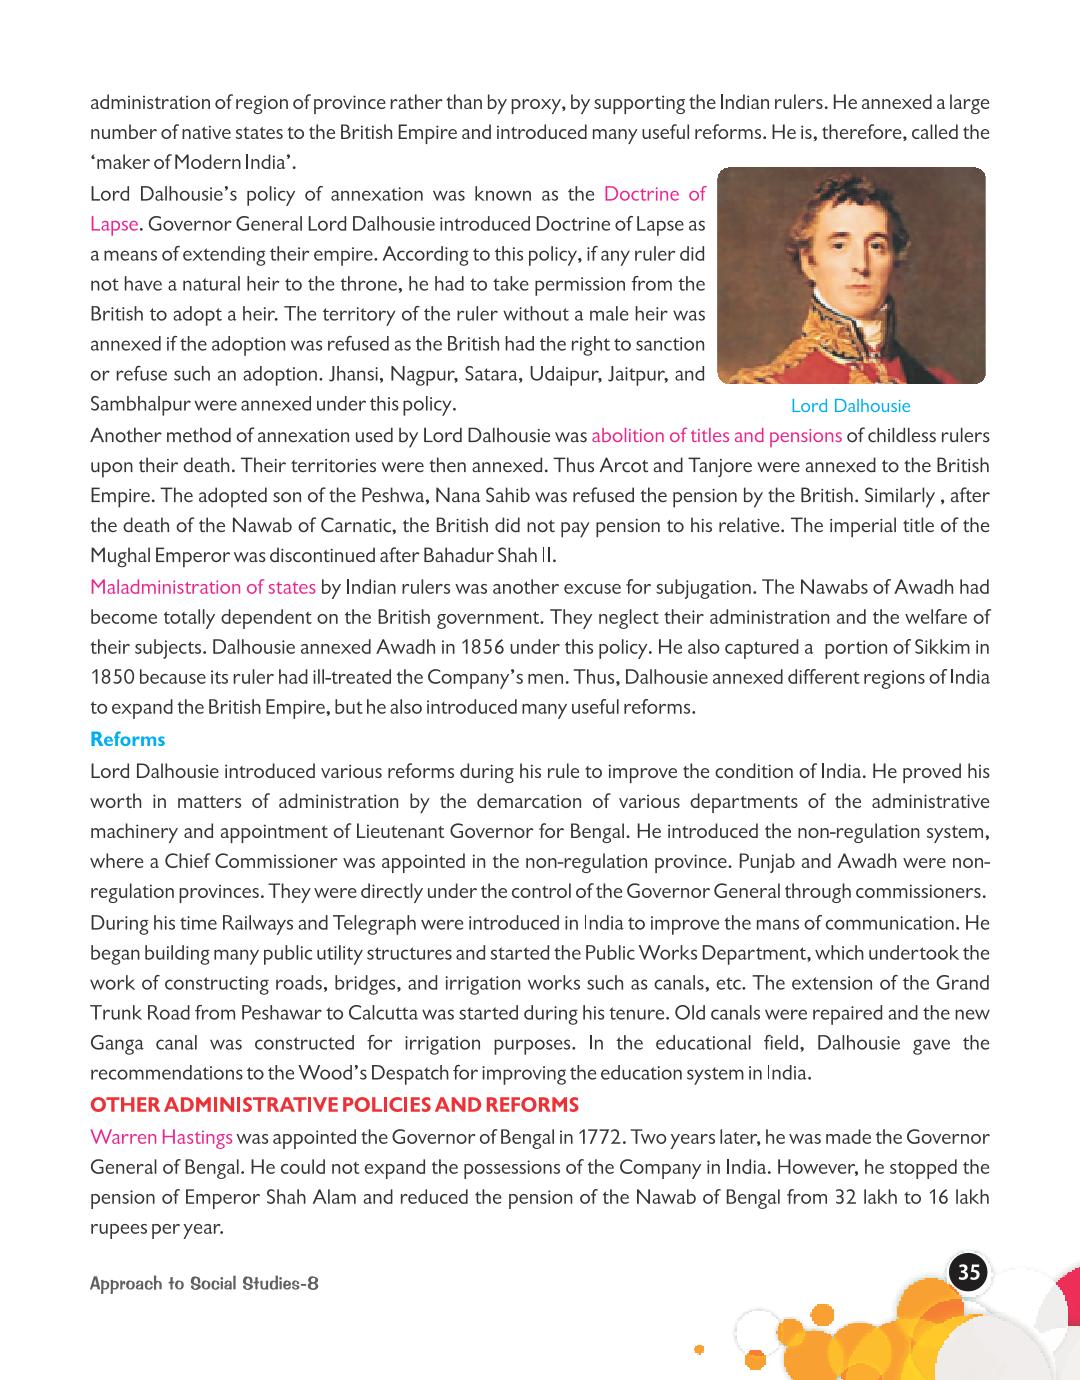 administration of region of province rather than by proxy, by supporting the Indian rulers. He annexed a large
number of native states to the British Empire and introduced many useful reforms. He is, therefore, called the
‘maker of Modern India’.
Lord Dalhousie’s policy of annexation was known as the Doctrine of
Lapse. Governor General Lord Dalhousie introduced Doctrine of Lapse as
a means of extending their empire. According to this policy, if any ruler did
not have a natural heir to the throne, he had to take permission from the
British to adopt a heir. The territory of the ruler without a male heir was
annexed if the adoption was refused as the British had the right to sanction
or refuse such an adoption. Jhansi, Nagpur, Satara, Udaipur, Jaitpur, and
Sambhalpur were annexed under this policy.
Lord Dalhousie
Another method of annexation used by Lord Dalhousie was abolition of titles and pensions of childless rulers
upon their death. Their territories were then annexed. Thus Arcot and Tanjore were annexed to the British
Empire. The adopted son of the Peshwa, Nana Sahib was refused the pension by the British. Similarly , after
the death of the Nawab of Carnatic, the British did not pay pension to his relative. The imperial title of the
Mughal Emperor was discontinued after Bahadur Shah II.
Maladministration of states by Indian rulers was another excuse for subjugation. The Nawabs of Awadh had
become totally dependent on the British government. They neglect their administration and the welfare of
their subjects. Dalhousie annexed Awadh in 1856 under this policy. He also captured a portion of Sikkim in
1850 because its ruler had ill-treated the Company’s men. Thus, Dalhousie annexed different regions of India
to expand the British Empire, but he also introduced many useful reforms.
Reforms
Lord Dalhousie introduced various reforms during his rule to improve the condition of India. He proved his
worth in matters of administration by the demarcation of various departments of the administrative
machinery and appointment of Lieutenant Governor for Bengal. He introduced the non-regulation system,
where a Chief Commissioner was appointed in the non-regulation province. Punjab and Awadh were non-
regulation provinces. They were directly under the control of the Governor General through commissioners.
During his time Railways and Telegraph were introduced in India to improve the mans of communication. He
began building many public utility structures and started the Public Works Department, which undertook the
work of constructing roads, bridges, and irrigation works such as canals, etc. The extension of the Grand
Trunk Road from Peshawar to Calcutta was started during his tenure. Old canals were repaired and the new
Ganga canal was constructed for irrigation purposes. In the educational field, Dalhousie gave the
recommendations to the Wood’s Despatch for improving the education system in India.
OTHER ADMINISTRATIVE POLICIES AND REFORMS
Warren Hastings was appointed the Governor of Bengal in 1772. Two years later, he was made the Governor
General of Bengal. He could not expand the possessions of the Company in India. However, he stopped the
pension of Emperor Shah Alam and reduced the pension of the Nawab of Bengal from 32 lakh to 16 lakh
rupees per year.
Approach to Social Studies-8
35